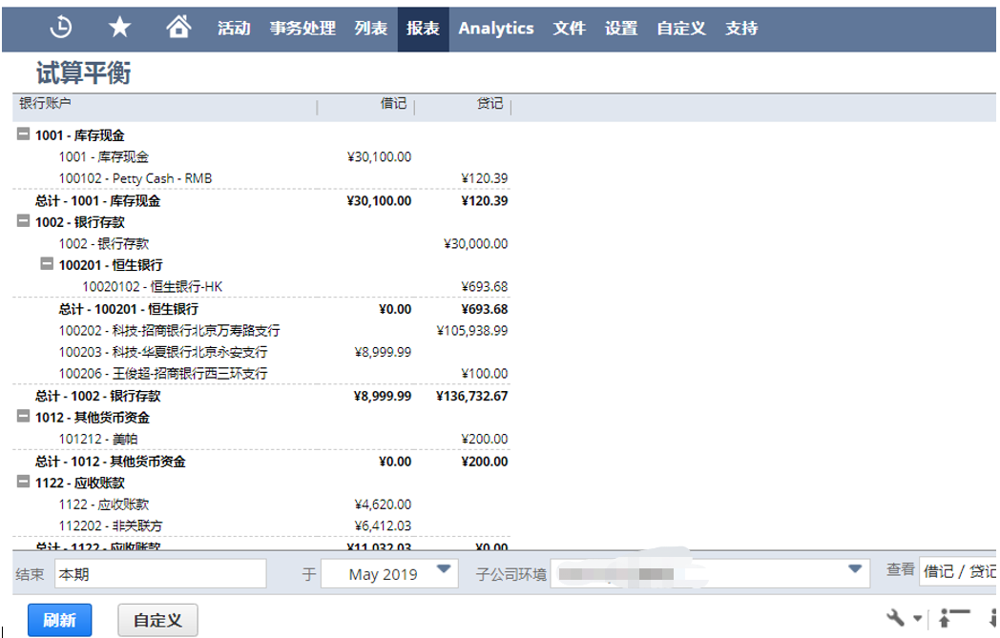 活动 事务处理 列表 报表 Analytics 文件 设置 自定义 支持
试算平衡
银行账户 借记 贷记
1001 - 库存现金
1001 - 库存现金 ¥30,100.00
100102 - Petty Cash - RMB ¥120.39
总计 - 1001 - 库存现金 ¥30,100.00 ¥120.39
1002 - 银行存款
1002 - 银行存款 ¥30,000.00
100201 - 恒生银行
10020102 - 恒生银行-HK ¥693.68
总计 - 100201 - 恒生银行 ¥0.00 ¥693.68
100202 - 科技-招商银行北京万寿路支行 ¥105,938.99
100203 - 科技-华夏银行北京永安支行 ¥8,999.99
100206 - 王俊超-招商银行西三环支行 ¥100.00
总计 - 1002 - 银行存款 ¥8,999.99 ¥136,732.67
1012 - 其他货币资金
101212 - 美帕 ¥200.00
总计 - 1012 - 其他货币资金 ¥0.00 ¥200.00
1122 - 应收账款
1122 - 应收账款 ¥4,620.00
112202 - 非关联方 ¥6,412.03
总计 - 1122 - 应收账款 ¥11,032.03 ¥0.00
结束 本期 于 May 2019 子公司环境 查看 借记 / 贷记
刷新 自定义